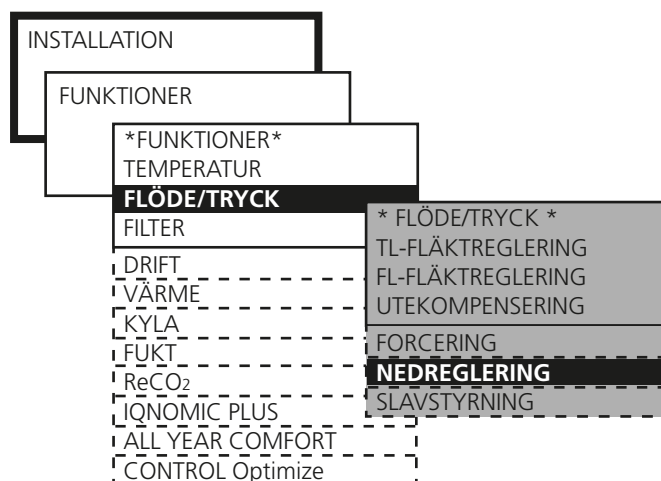 INSTALLATION
FUNKTIONER
*FUNKTIONER*
TEMPERATUR
FLÖDE/TRYCK
FILTER
DRIFT
VÄRME
KYLA
FUKT
ReCO2
IQNOMIC PLUS
ALL YEAR COMFORT
CONTROL Optimize
* FLÖDE/TRYCK *
TL-FLÄKTREGLERING
FL-FLÄKTREGLERING
UTEKOMPENSERING
FORCERING
NEDREGLERING
SLAVSTYRNING